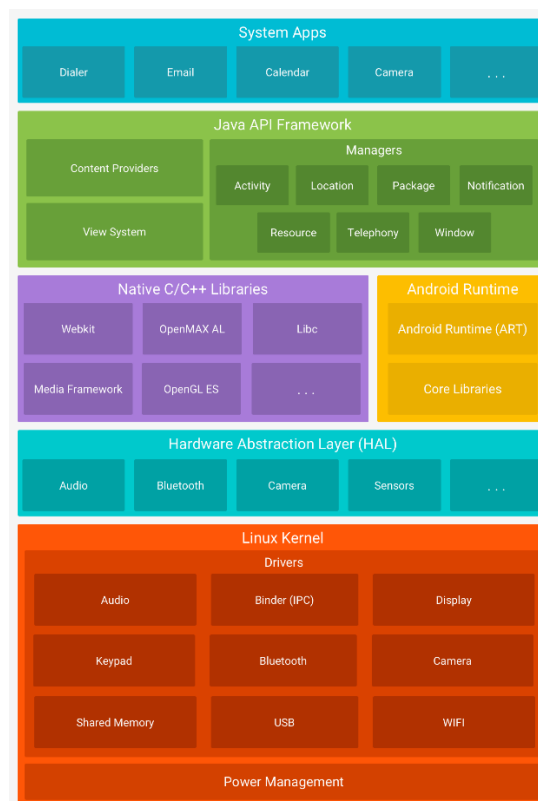 System Apps
Dialer
Email
Calendar
Camera
. . .
Java API Framework
Content Providers
View System
Managers
Activity
Location
Package
Notification
Resource
Telephony
Window
Native C/C++ Libraries
Webkit
OpenMAX AL
Libc
Media Framework
OpenGL ES
. . .
Android Runtime
Android Runtime (ART)
Core Libraries
Hardware Abstraction Layer (HAL)
Audio
Bluetooth
Camera
Sensors
. . .
Linux Kernel
Drivers
Audio
Binder (IPC)
Display
Keypad
Bluetooth
Camera
Shared Memory
USB
WIFI
Power Management